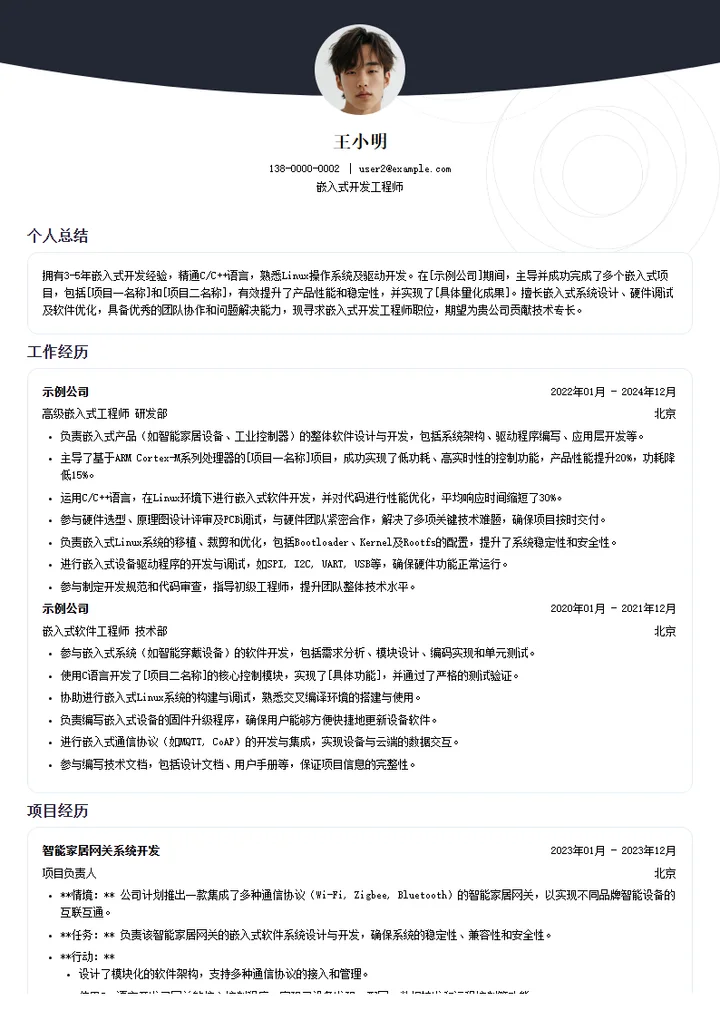 王小明
138-0000-0002 | user2@example.com
嵌入式开发工程师
个人总结
拥有3-5年嵌入式开发经验，精通C/C++语言，熟悉Linux操作系统及驱动开发。在[示例公司]期间，主导并成功完成了多个嵌入式项
目，包括[项目一名称]和[项目二名称]，有效提升了产品性能和稳定性，并实现了[具体量化成果]。擅长嵌入式系统设计、硬件调试
及软件优化，具备优秀的团队协作和问题解决能力，现寻求嵌入式开发工程师职位，期望为贵公司贡献技术专长。
工作经历
示例公司 2022年01月 - 2024年12月
高级嵌入式工程师 研发部 北京
• 负责嵌入式产品（如智能家居设备、工业控制器）的整体软件设计与开发，包括系统架构、驱动程序编写、应用层开发等。
• 主导了基于ARM Cortex-M系列处理器的[项目一名称]项目，成功实现了低功耗、高实时性的控制功能，产品性能提升20%，功耗降
低15%。
• 运用C/C++语言，在Linux环境下进行嵌入式软件开发，并对代码进行性能优化，平均响应时间缩短了30%。
• 参与硬件选型、原理图设计评审及PCB调试，与硬件团队紧密合作，解决了多项关键技术难题，确保项目按时交付。
• 负责嵌入式Linux系统的移植、裁剪和优化，包括Bootloader、Kernel及Rootfs的配置，提升了系统稳定性和安全性。
• 进行嵌入式设备驱动程序的开发与调试，如SPI, I2C, UART, USB等，确保硬件功能正常运行。
• 参与制定开发规范和代码审查，指导初级工程师，提升团队整体技术水平。
示例公司 2020年01月 - 2021年12月
嵌入式软件工程师 技术部 北京
• 参与嵌入式系统（如智能穿戴设备）的软件开发，包括需求分析、模块设计、编码实现和单元测试。
• 使用C语言开发了[项目二名称]的核心控制模块，实现了[具体功能]，并通过了严格的测试验证。
• 协助进行嵌入式Linux系统的构建与调试，熟悉交叉编译环境的搭建与使用。
• 负责编写嵌入式设备的固件升级程序，确保用户能够方便快捷地更新设备软件。
• 进行嵌入式通信协议（如MQTT, CoAP）的开发与集成，实现设备与云端的数据交互。
• 参与编写技术文档，包括设计文档、用户手册等，保证项目信息的完整性。
项目经历
智能家居网关系统开发 2023年01月 - 2023年12月
项目负责人 北京
• **情境：** 公司计划推出一款集成了多种通信协议（Wi-Fi, Zigbee, Bluetooth）的智能家居网关，以实现不同品牌智能设备的
互联互通。
• **任务：** 负责该智能家居网关的嵌入式软件系统设计与开发，确保系统的稳定性、兼容性和安全性。
• **行动：**
• 设计了模块化的软件架构，支持多种通信协议的接入和管理。